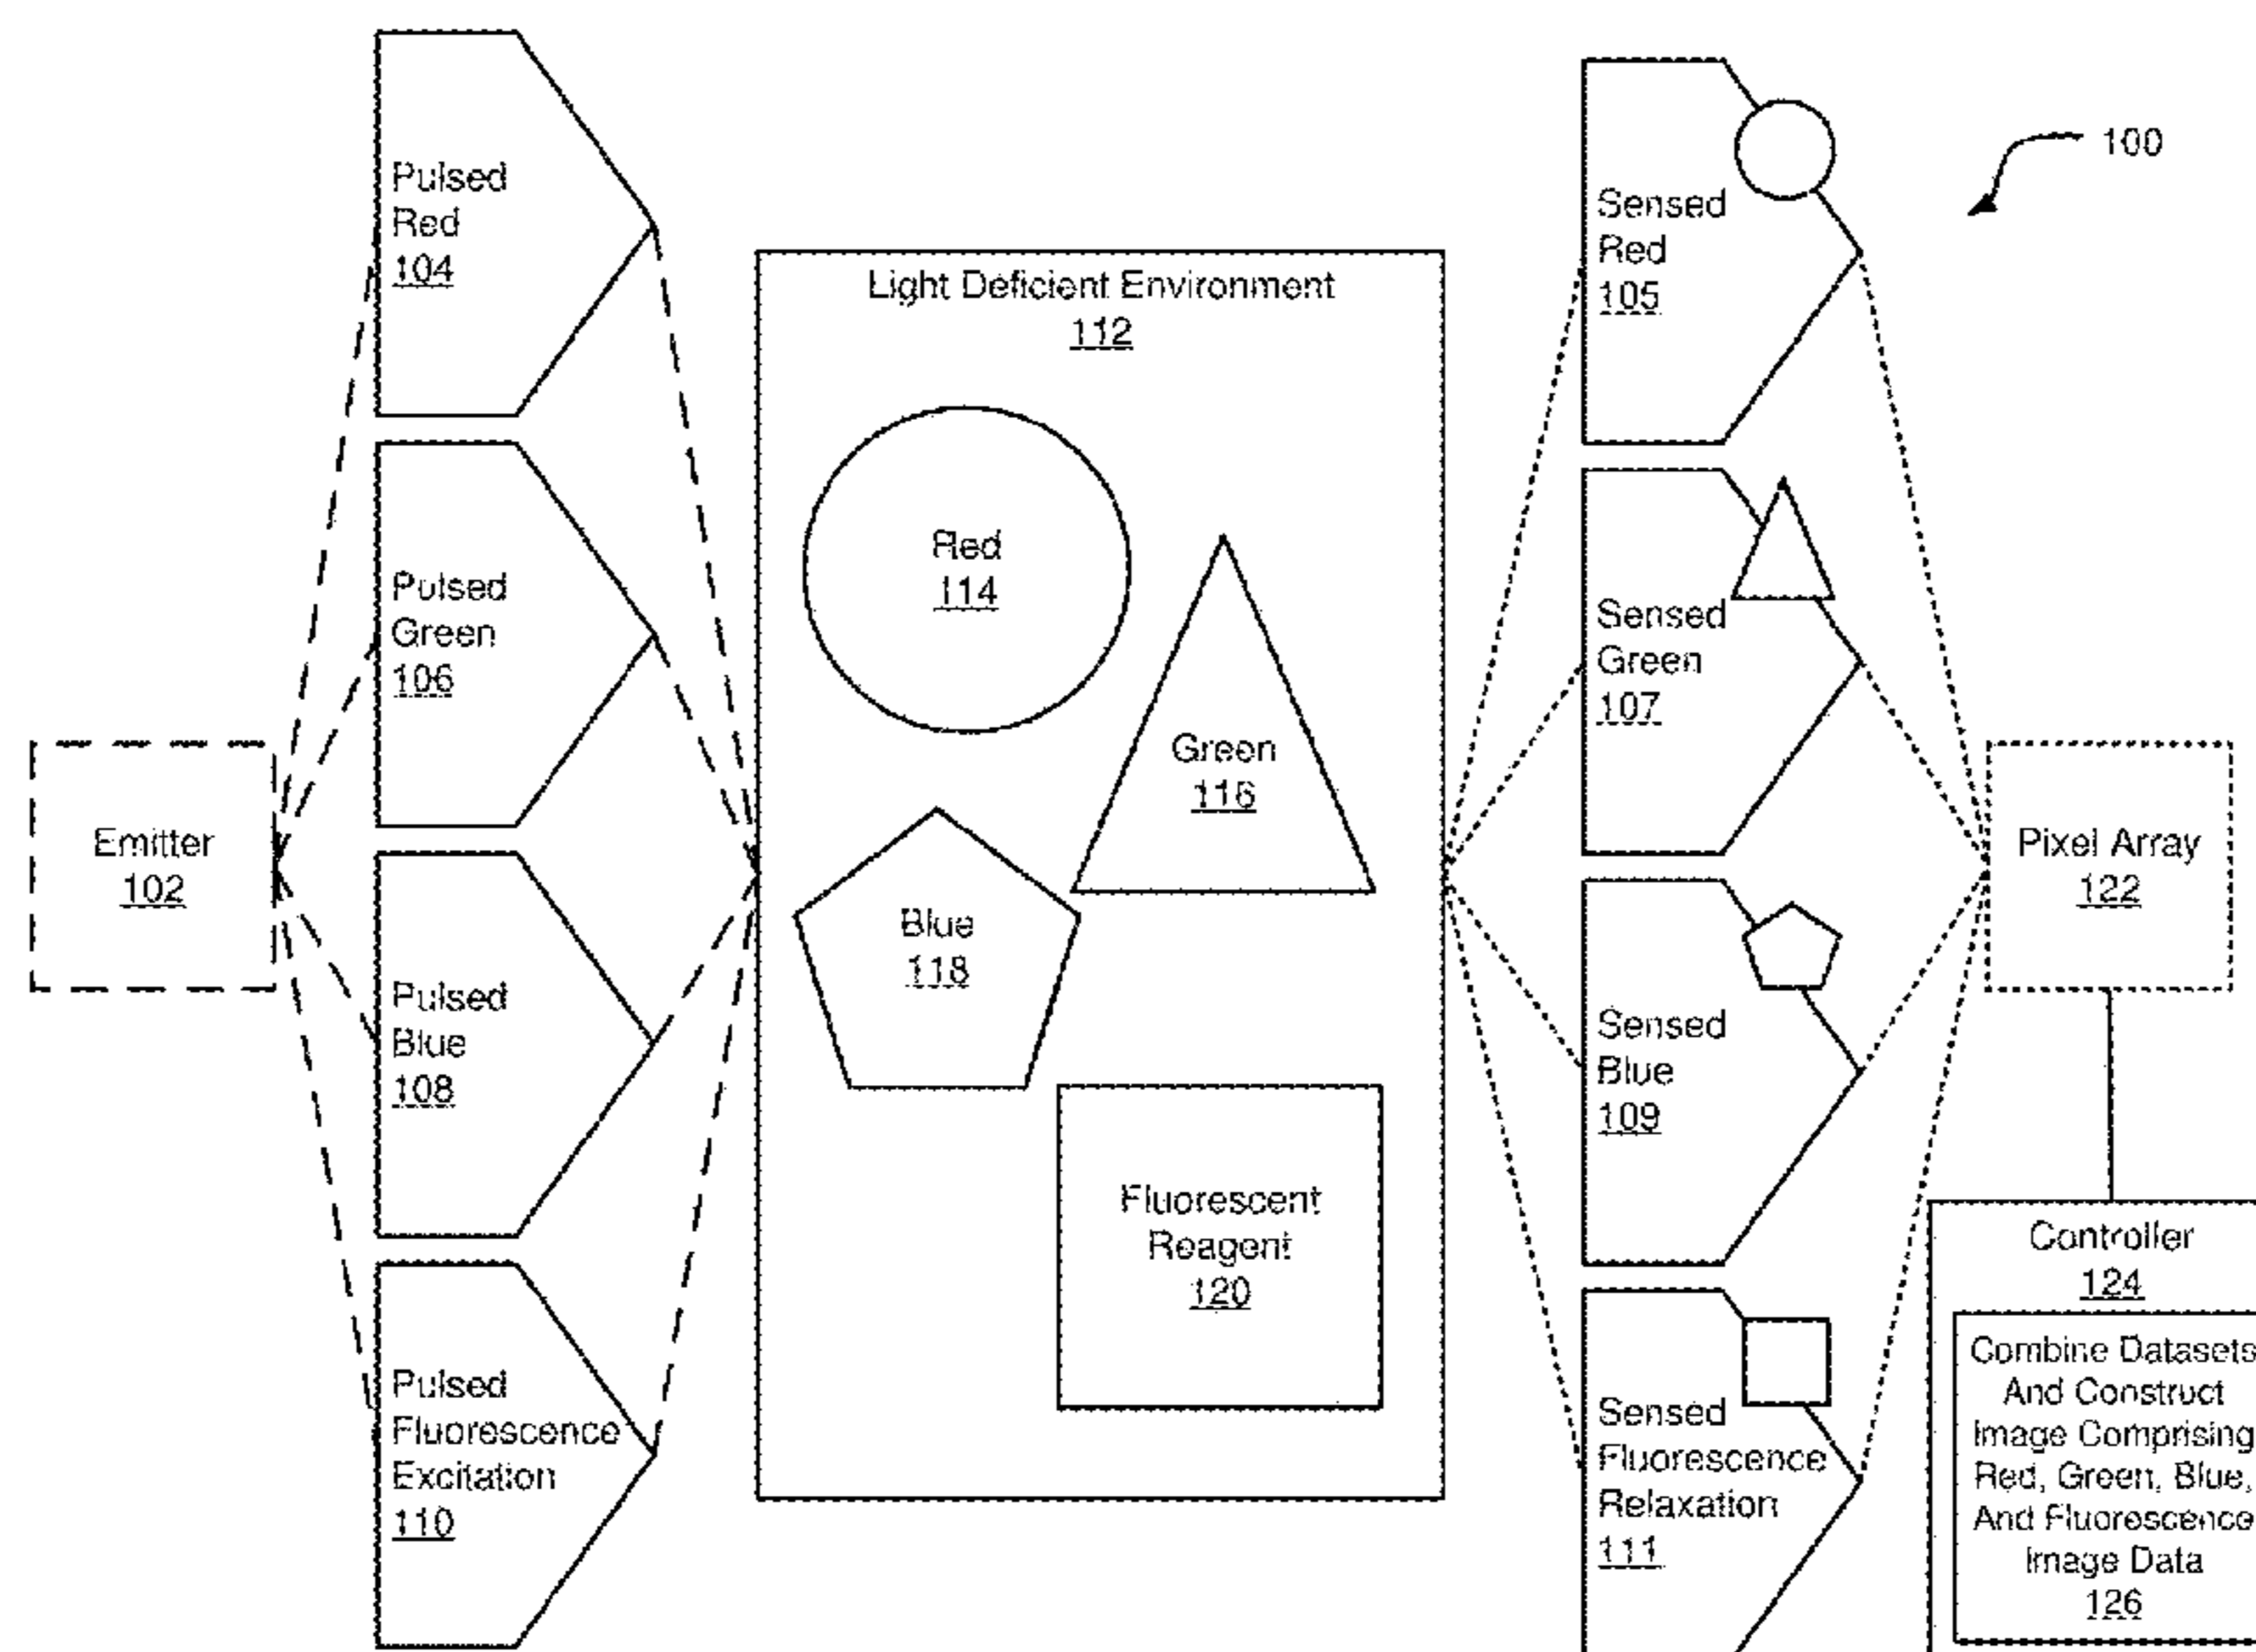 Pulsed
Red
104
Pulsed
Green
106
Pulsed
Blue
108
Pulsed
Fluorescence
Excitation
110
Emitter
102
Light Deficient Environment
112
Red
114
Green
116
Blue
118
Fluorescent
Reagent
120
Sensed
Red
105
Sensed
Green
107
Sensed
Blue
109
Sensed
Fluorescence
Relaxation
111
100
Pixel Array
122
Controller
124
Combine Datasets
And Construct
Image Comprising
Red, Green, Blue,
And Fluorescence
Image Data
126